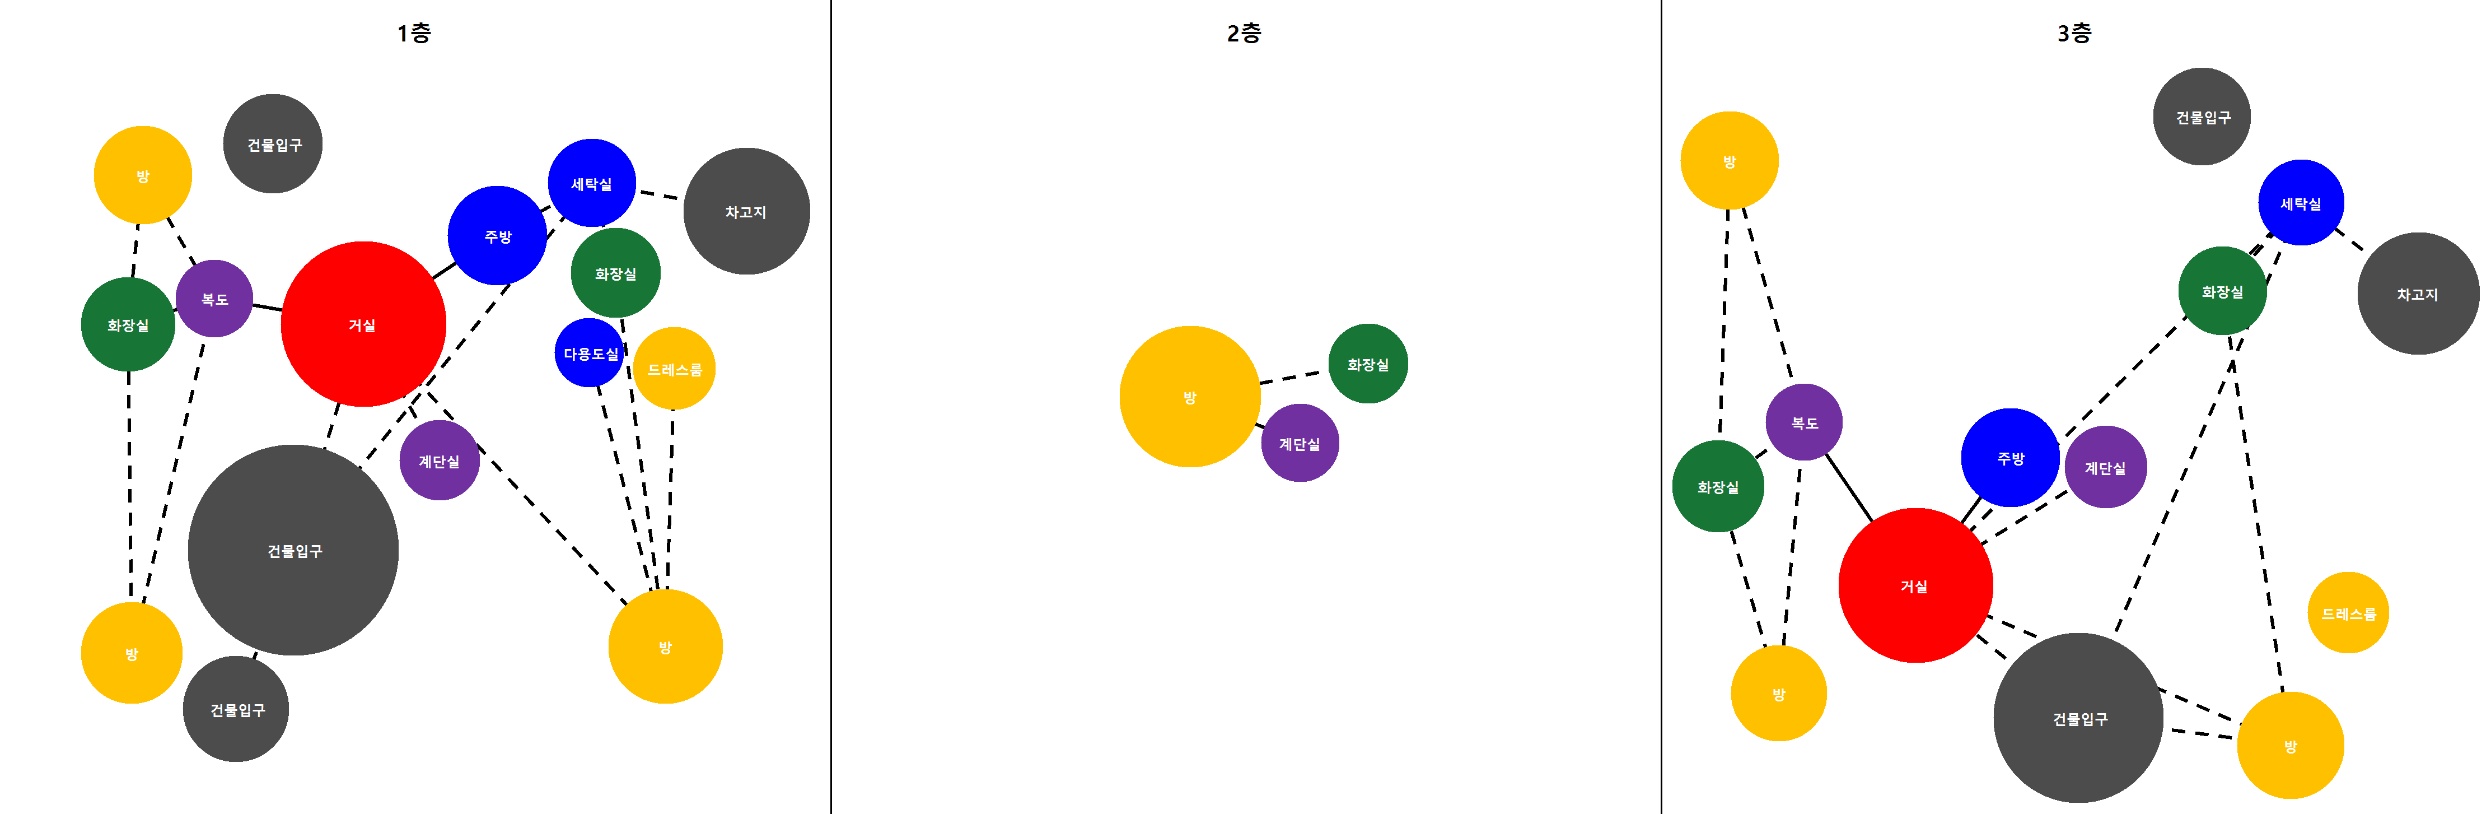 1층
건물입구
방
세탁실
차고지
주방
화장실
복도
거실
화장실
다용도실
드레스룸
계단실
건물입구
방
방
건물입구
2층
화장실
방
계단실
3층
건물입구
방
세탁실
화장실
차고지
복도
주방
계단실
화장실
거실
드레스룸
방
건물입구
방